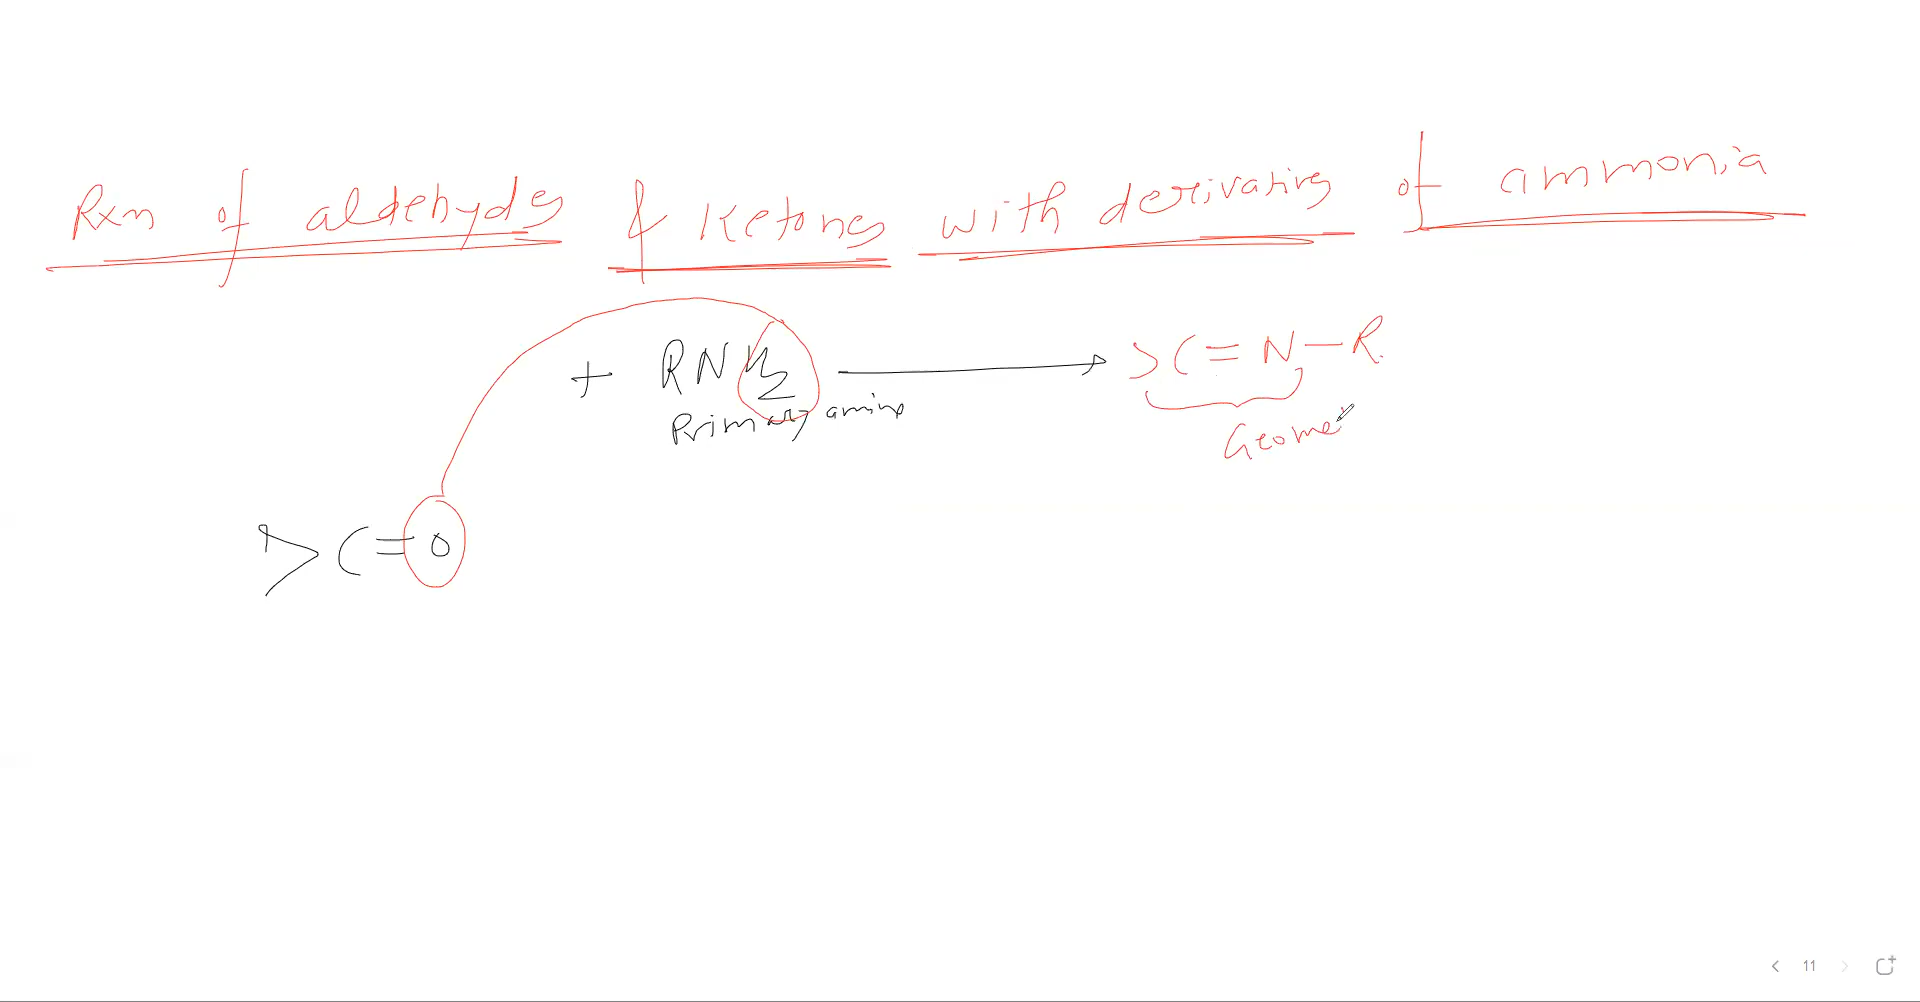 Rxn of aldehydes & Ketones with derivatives of ammonia
+ RNH2 → >C=N-R
Primary amine
Geome
>C=O
11